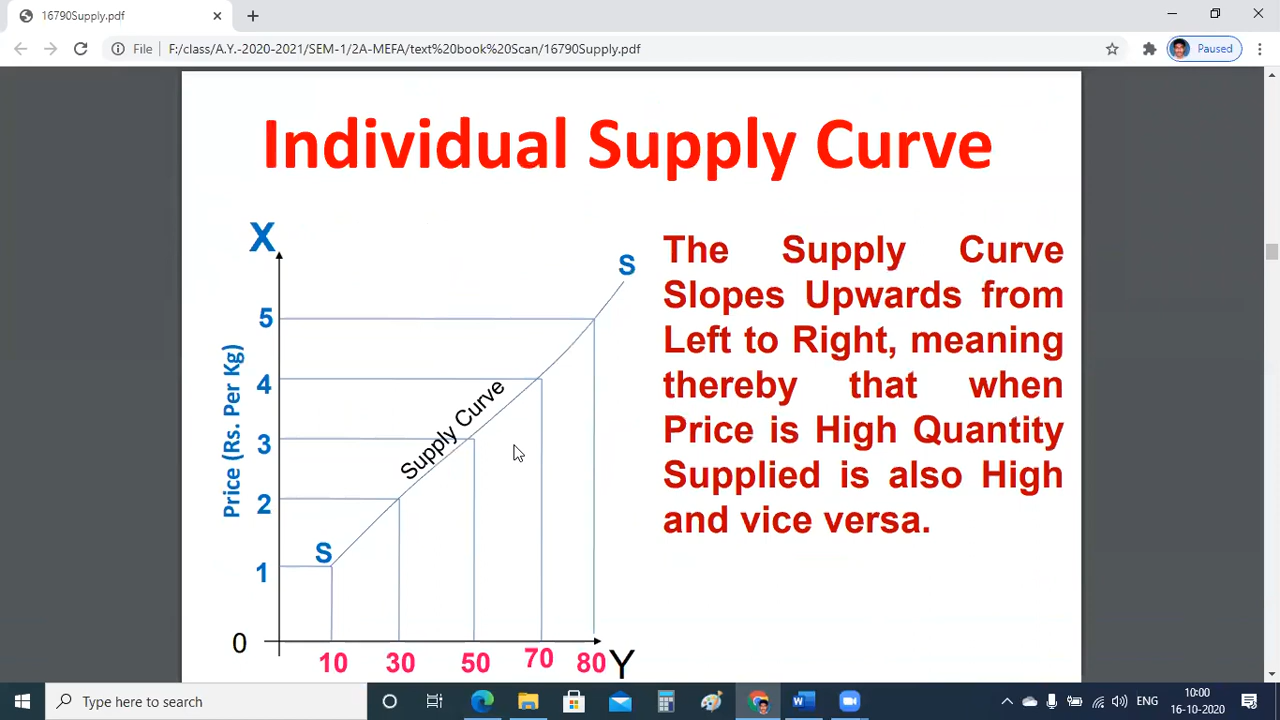 16790Supply.pdf
File
F:/class/A.Y.-2020-2021/SEM-1/2A-MEFA/text%20book%20Scan/16790Supply.pdf
Paused
Individual Supply Curve
X
S
5
4
3
2
S
1
0
Price (Rs. Per Kg)
Supply Curve
10 30 50 70 80 Y
The Supply Curve
Slopes Upwards from
Left to Right, meaning
thereby that when
Price is High Quantity
Supplied is also High
and vice versa.
Type here to search
ENG
10:00
16-10-2020